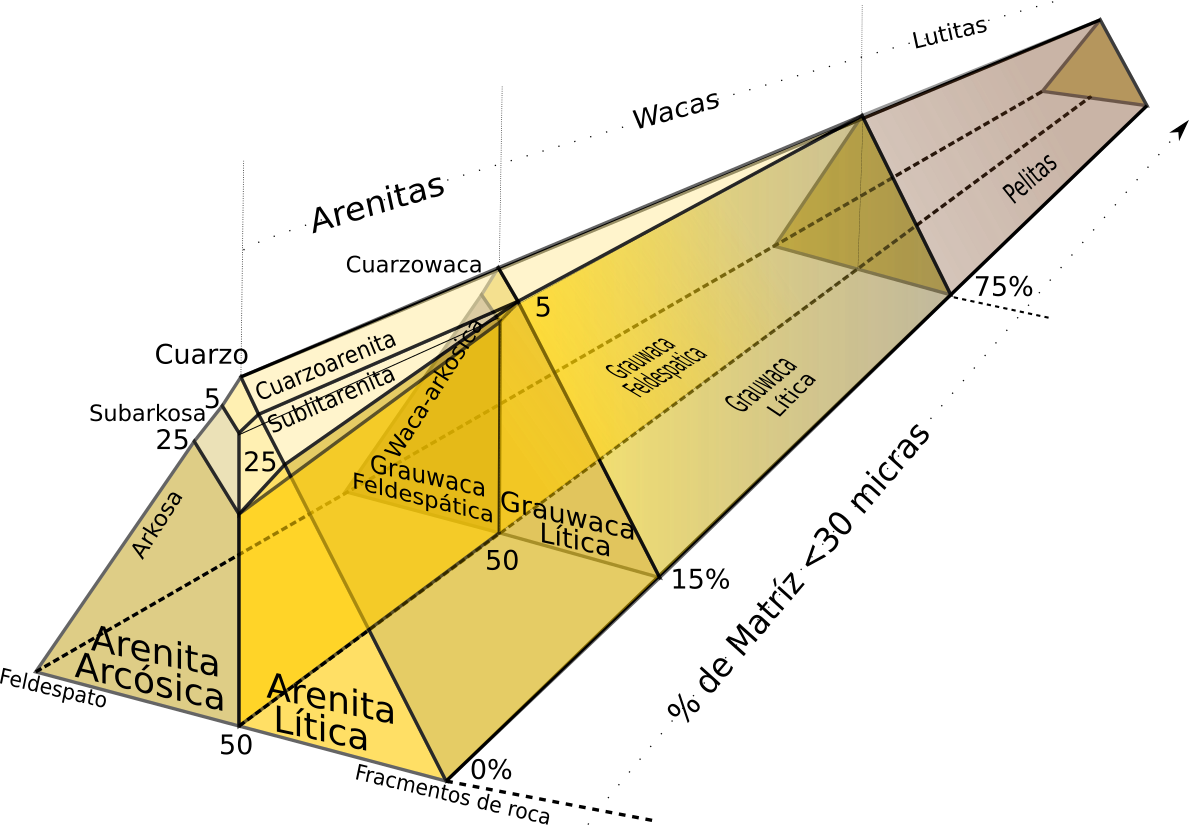 Lutitas
Wacas
Arenitas
Pelitas
Cuarzowaca
75%
5
Cuarzo
Cuarzoarenita
5
Subarkosa
Sublitarenita
25
25
Waca-arkosica
Grauwaca
Feldespatica
Grauwaca
Lítica
Arkosa
Grauwaca
Feldespática
Grauwaca
Lítica
50
15%
% de Matríz <30 micras
Arenita
Arcósica
Feldespato
Arenita
Lítica
50
0%
Fracmentos de roca